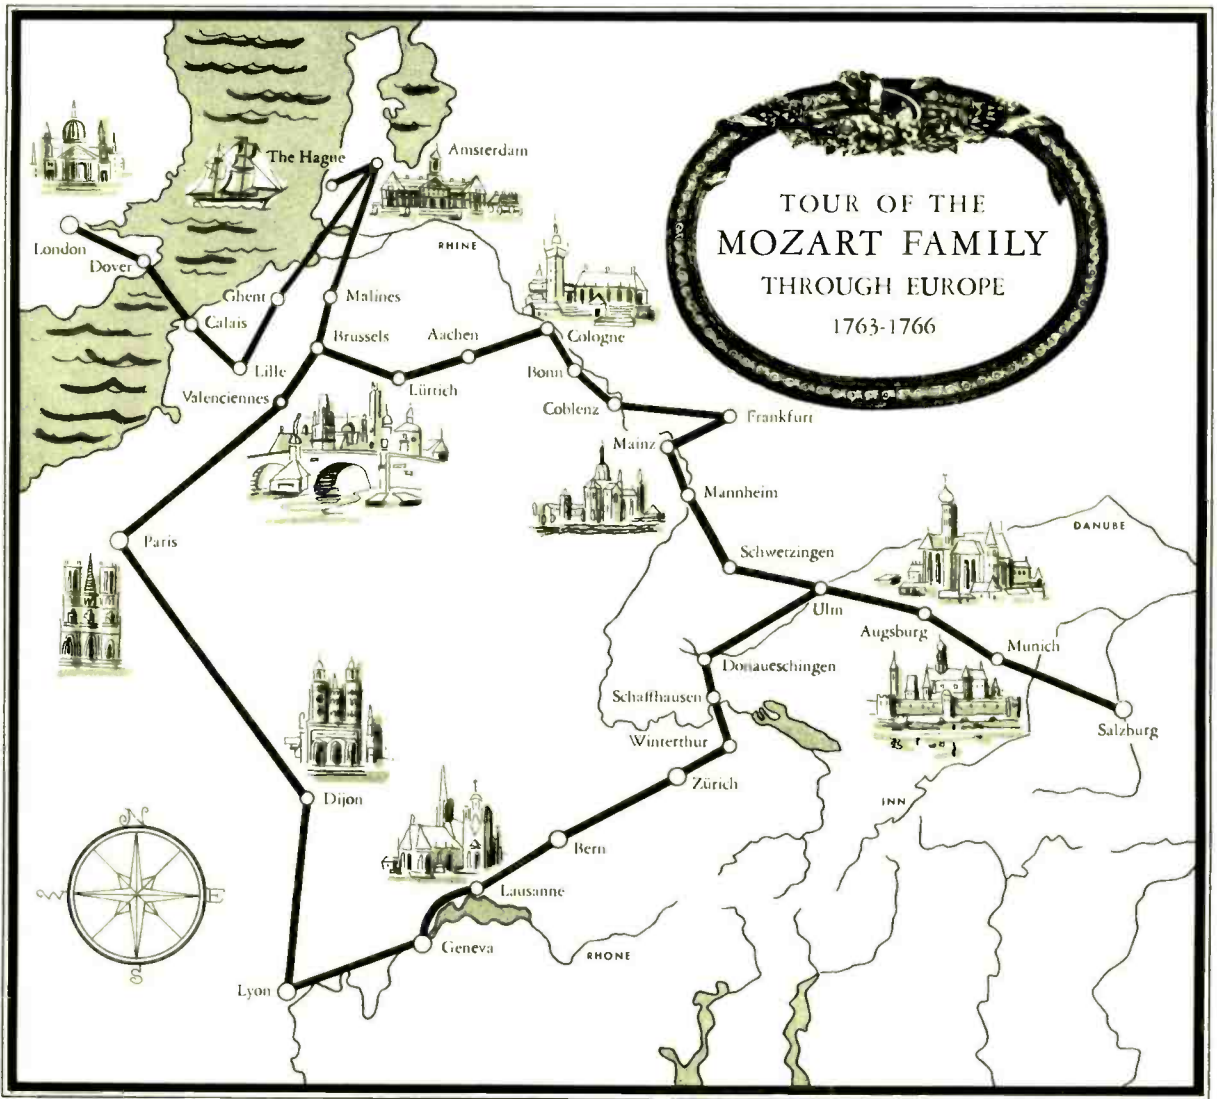 TOUR OF THE
MOZART FAMILY
THROUGH EUROPE
1763-1766
The Hague
Amsterdam
London
Dover
RHINE
Ghent
Malines
Calais
Brussels
Aachen
Cologne
Lille
Lüttich
Bonn
Valenciennes
Coblenz
Frankfurt
Mainz
Mannheim
Paris
DANUBE
Schwetzingen
Ulm
Augsburg
Munich
Donaueschingen
Schaffhausen
Salzburg
Winterthur
Zürich
Dijon
INN
N
W
E
S
Bern
Lausanne
Geneva
RHONE
Lyon